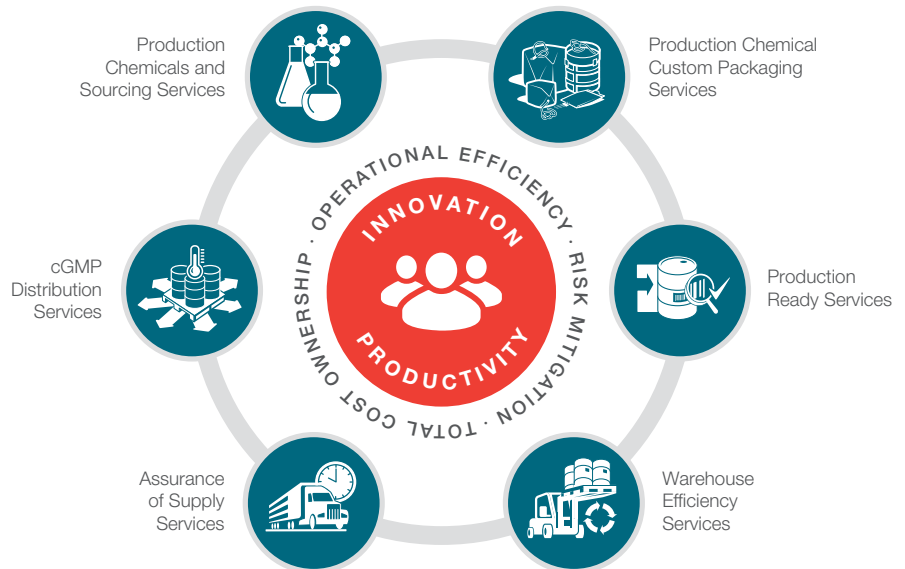 Production
Chemicals and
Sourcing Services
Production Chemical
Custom Packaging
Services
cGMP
Distribution
Services
OPERATIONAL EFFICIENCY · RISK MITIGATION · TOTAL COST OWNERSHIP ·
INNOVATION
PRODUCTIVITY
Production
Ready Services
Assurance
of Supply
Services
Warehouse
Efficiency
Services